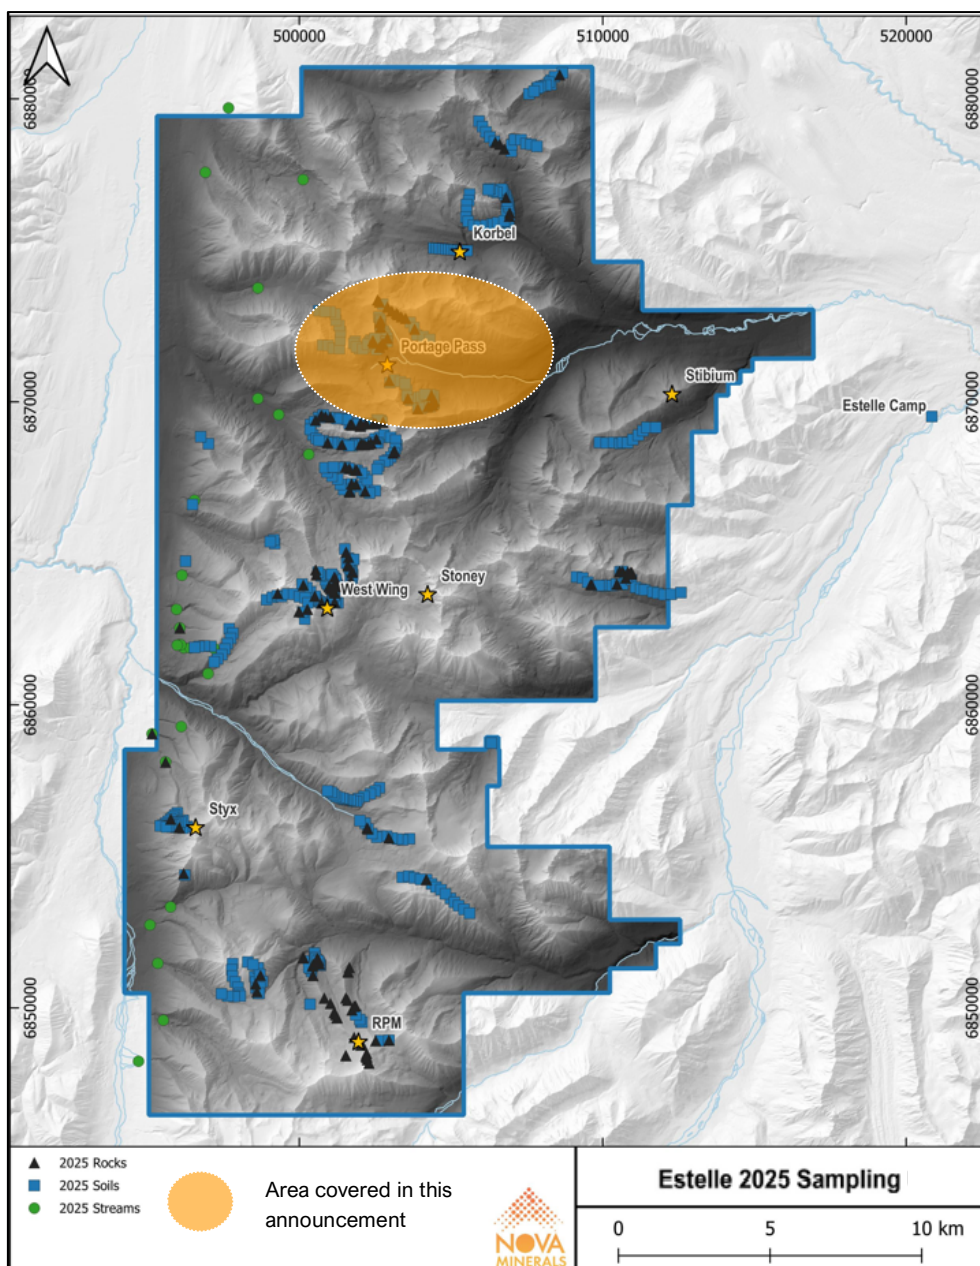 500000
510000
520000
6880000
6880000
Korbel
Portage Pass
Stibium
6870000
6870000
Estelle Camp
West Wing
Stoney
6860000
6860000
Styx
6850000
6850000
RPM
2025 Rocks
2025 Soils
2025 Streams
Area covered in this
announcement
NOVA
MINERALS
Estelle 2025 Sampling
0
5
10 km